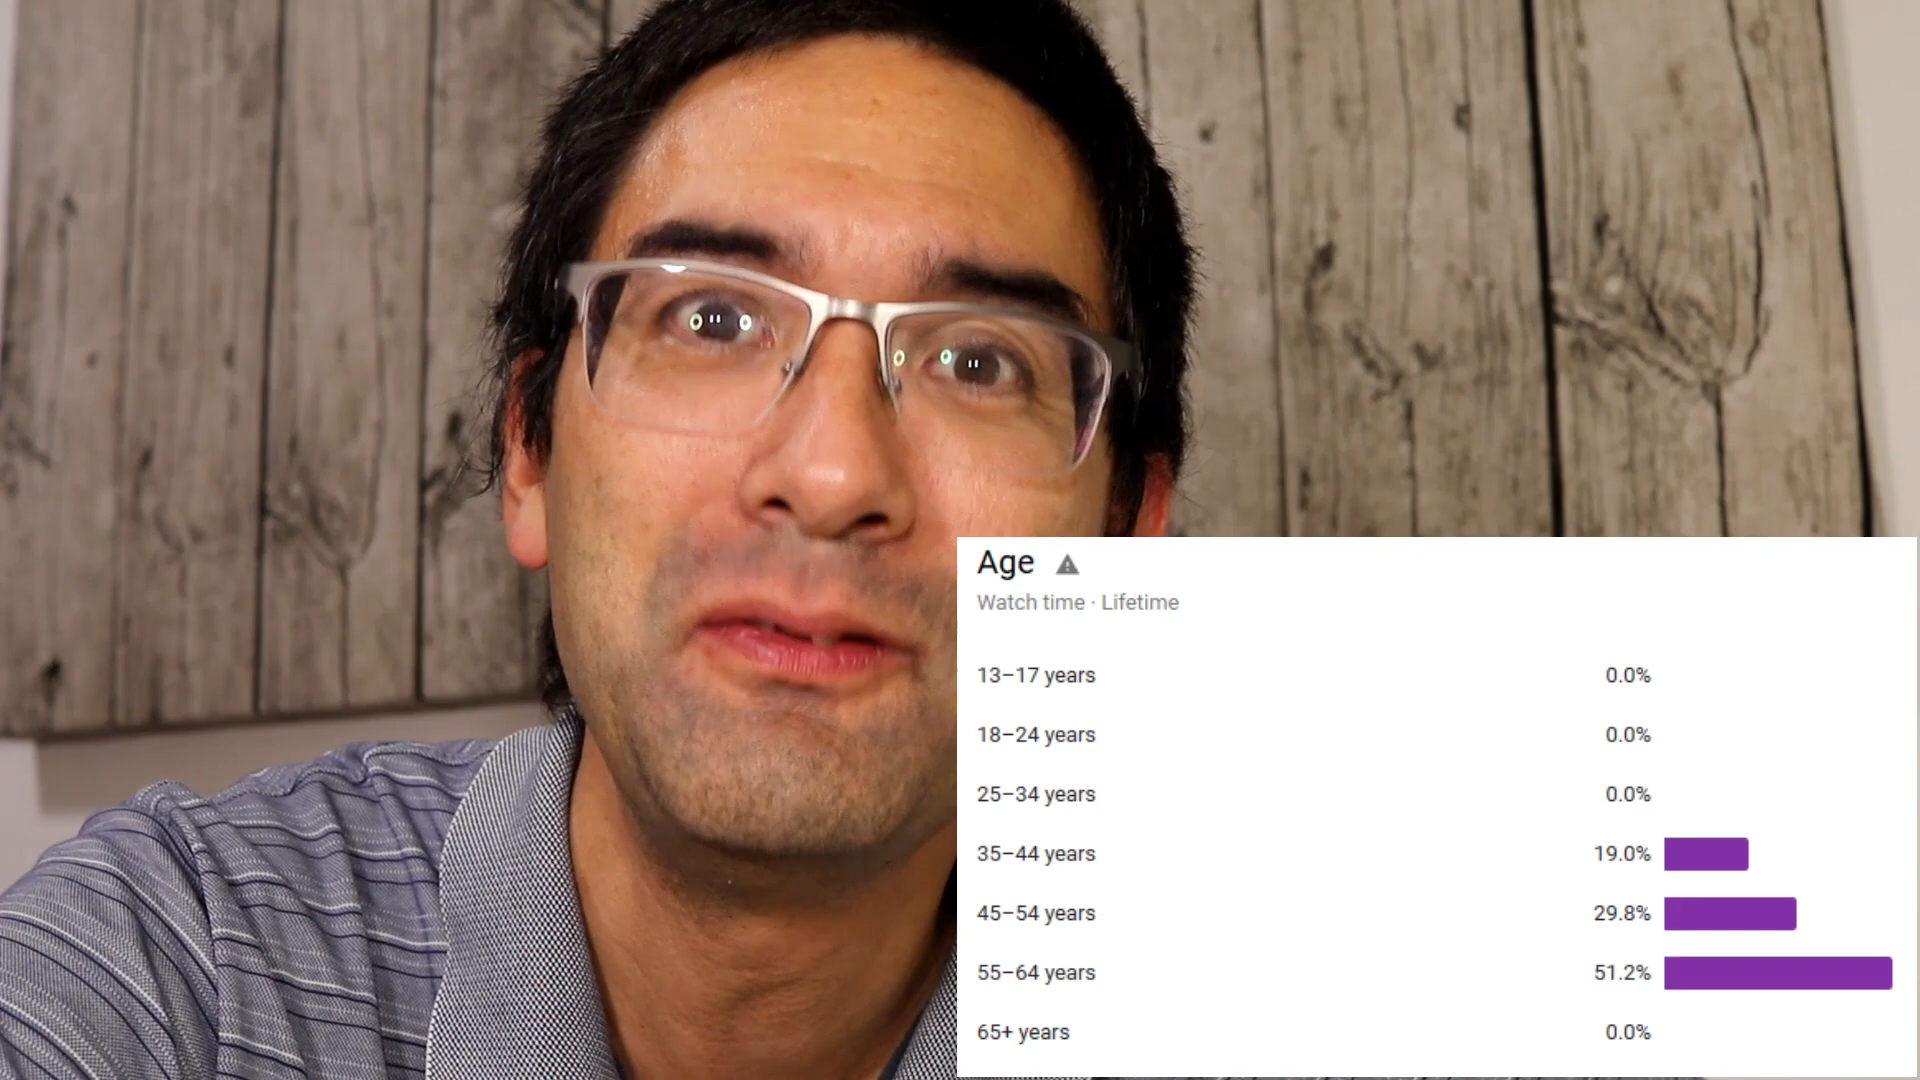 Age
Watch time · Lifetime
13–17 years 0.0%
18–24 years 0.0%
25–34 years 0.0%
35–44 years 19.0%
45–54 years 29.8%
55–64 years 51.2%
65+ years 0.0%